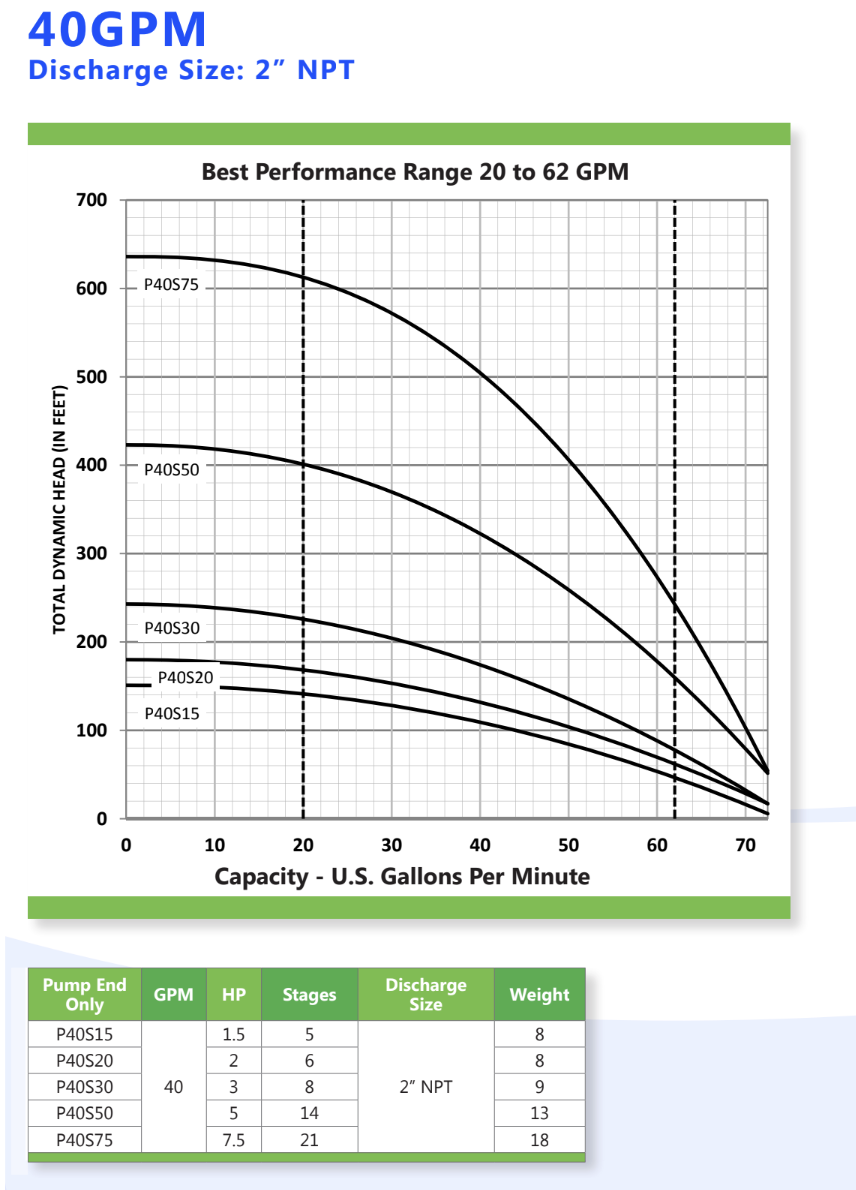 40GPM
Discharge Size: 2” NPT
Best Performance Range 20 to 62 GPM
700
600
500
400
300
200
100
0
TOTAL DYNAMIC HEAD (IN FEET)
P40S75
P40S50
P40S30
P40S20
P40S15
0 10 20 30 40 50 60 70
Capacity - U.S. Gallons Per Minute
Pump End Only GPM HP Stages Discharge Size Weight
P40S15 1.5 5 8
P40S20 2 6 8
P40S30 40 3 8 2” NPT 9
P40S50 5 14 13
P40S75 7.5 21 18